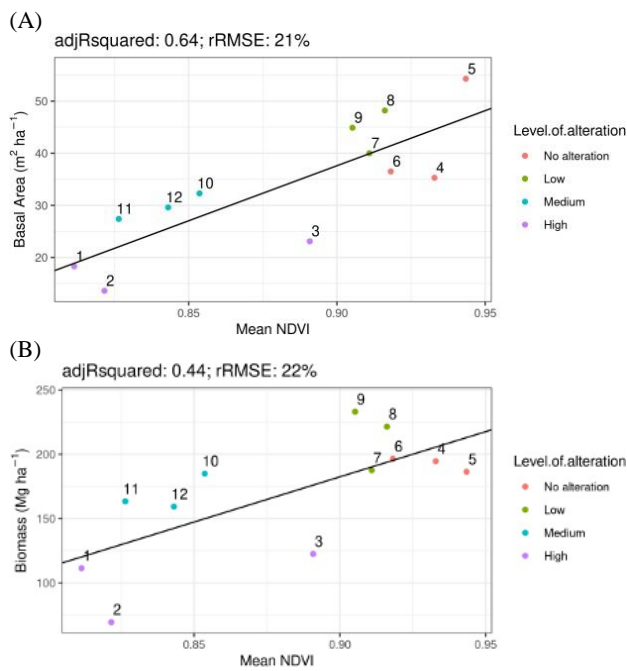 (A)
adjRsquared: 0.64; rRMSE: 21%
Basal Area (m² ha⁻¹)
50
40
30
20
1
2
3
4
5
6
7
8
9
10
11
12
0.85
0.90
0.95
Mean NDVI
Level.of.alteration
No alteration
Low
Medium
High
(B)
adjRsquared: 0.44; rRMSE: 22%
Biomass (Mg ha⁻¹)
250
200
150
100
1
2
3
4
5
6
7
8
9
10
11
12
0.85
0.90
0.95
Mean NDVI
Level.of.alteration
No alteration
Low
Medium
High